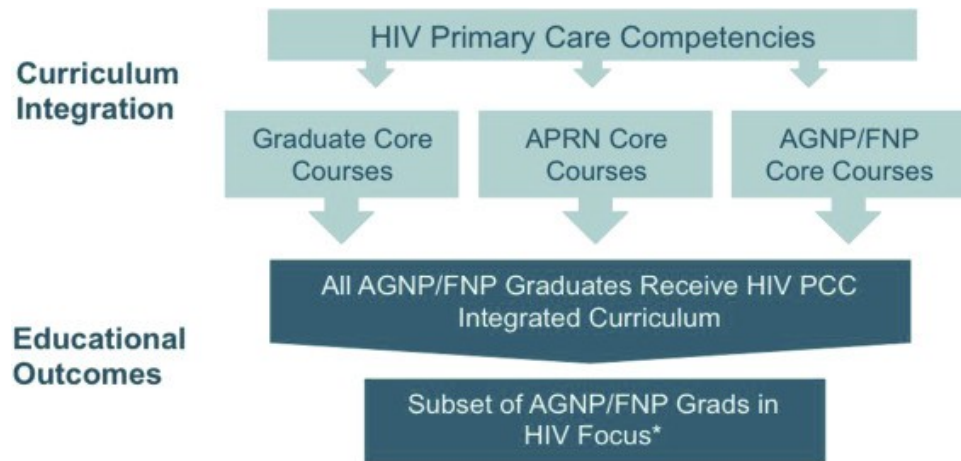 HIV Primary Care Competencies
Curriculum
Integration
Graduate Core
Courses
APRN Core
Courses
AGNP/FNP
Core Courses
All AGNP/FNP Graduates Receive HIV PCC
Integrated Curriculum
Educational
Outcomes
Subset of AGNP/FNP Grads in
HIV Focus*